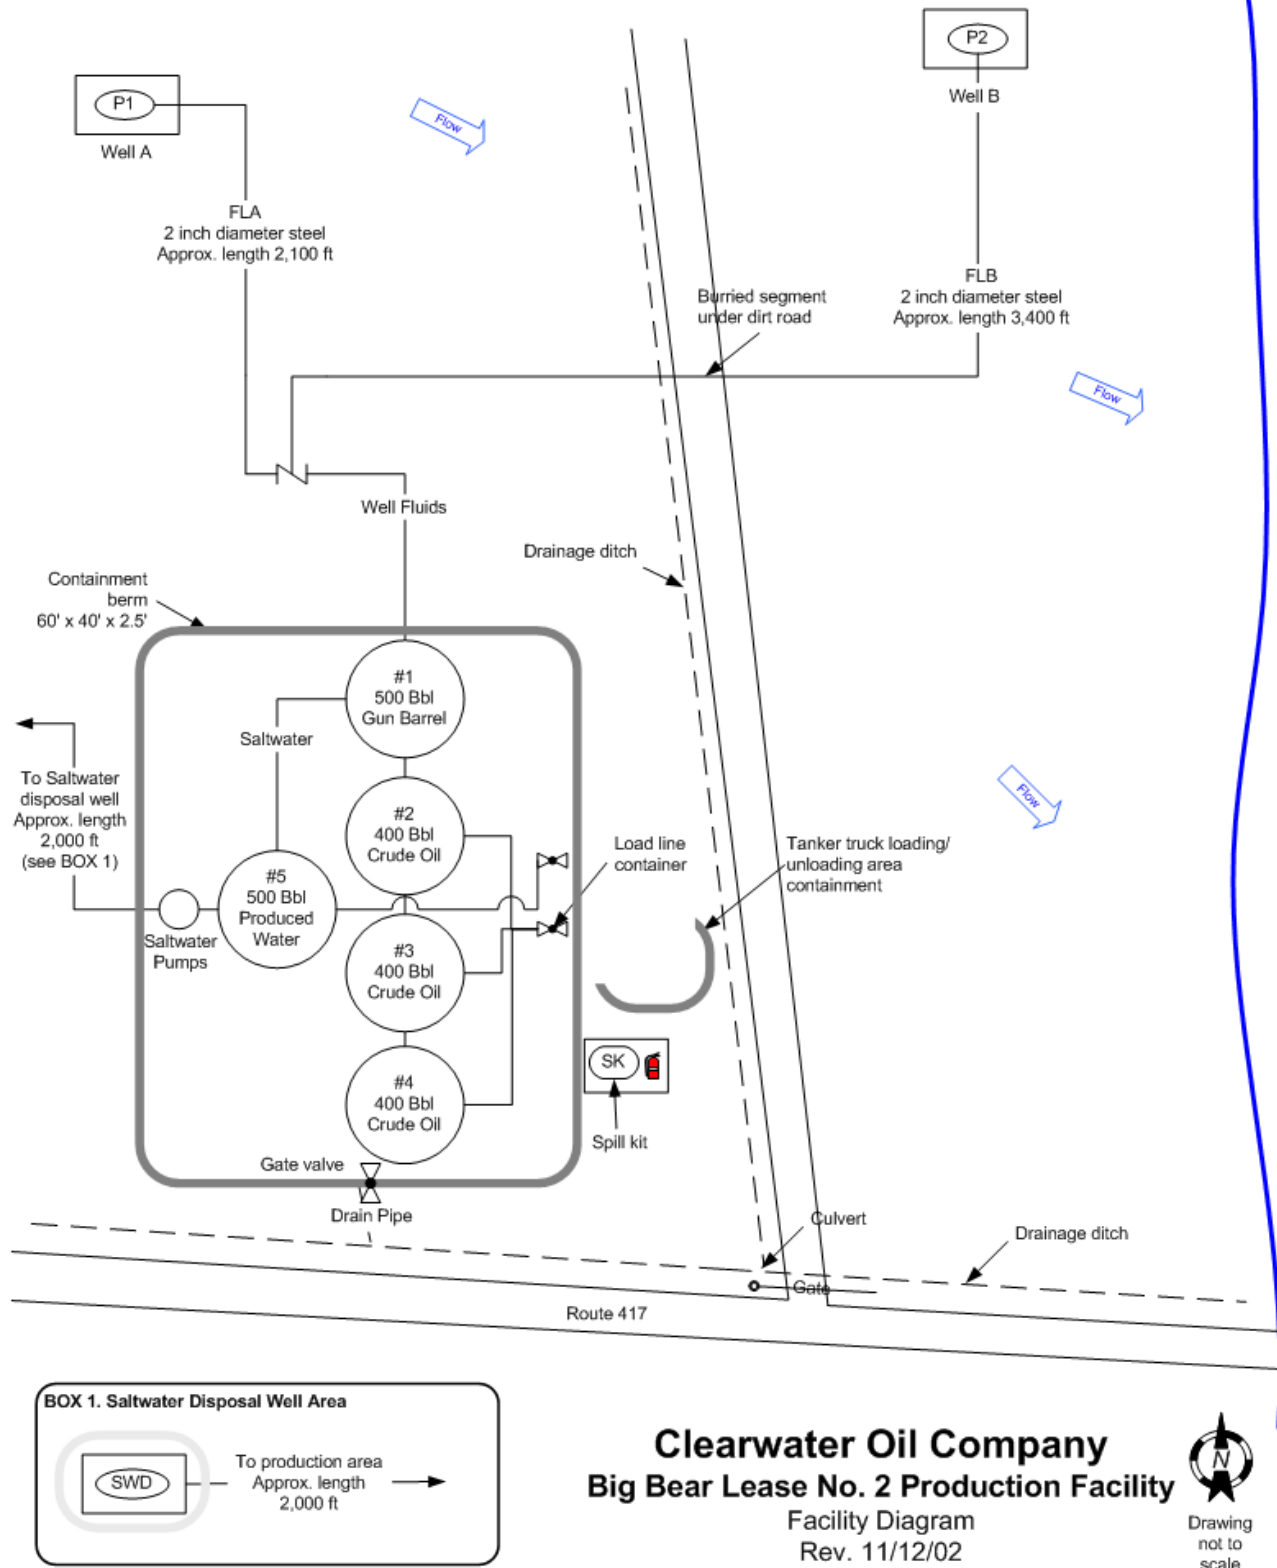 P2
Well B
P1
Well A
Flow
FLA
2 inch diameter steel
Approx. length 2,100 ft
FLB
2 inch diameter steel
Approx. length 3,400 ft
Burried segment
under dirt road
Flow
Well Fluids
Drainage ditch
Containment
berm
60' x 40' x 2.5'
#1
500 Bbl
Gun Barrel
Saltwater
To Saltwater
disposal well
Approx. length
2,000 ft
(see BOX 1)
#2
400 Bbl
Crude Oil
Flow
Load line
container
Tanker truck loading/
unloading area
containment
#5
500 Bbl
Produced
Water
Saltwater
Pumps
#3
400 Bbl
Crude Oil
SK
Spill kit
#4
400 Bbl
Crude Oil
Gate valve
Drain Pipe
Culvert
Drainage ditch
Gate
Route 417
BOX 1. Saltwater Disposal Well Area
SWD
To production area
Approx. length
2,000 ft
Clearwater Oil Company
Big Bear Lease No. 2 Production Facility
Facility Diagram
Rev. 11/12/02
N
Drawing
not to
scale